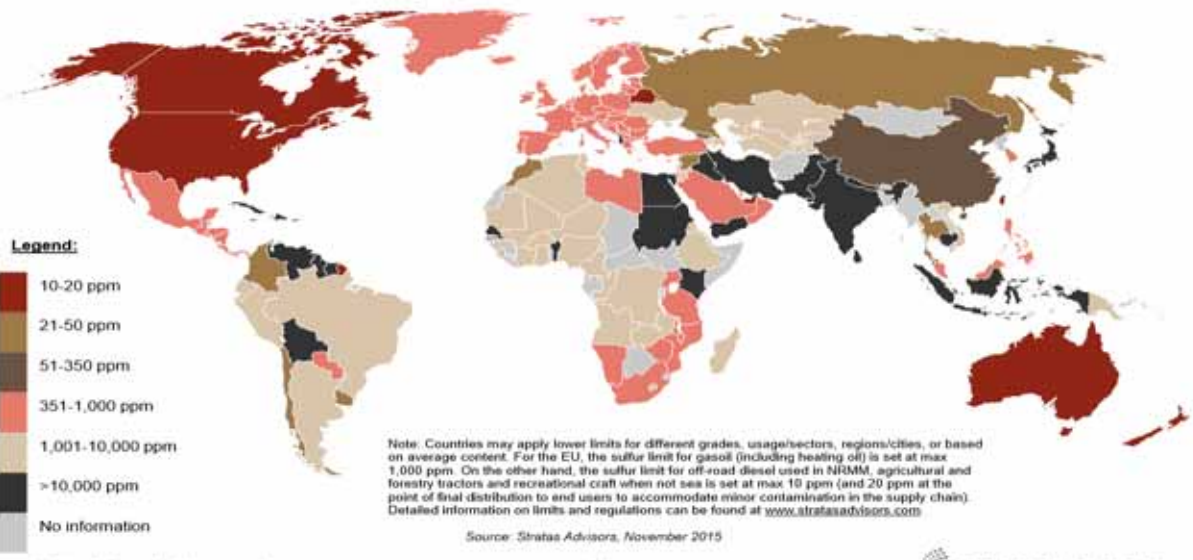 Legend:
10-20 ppm
21-50 ppm
51-350 ppm
351-1,000 ppm
1,001-10,000 ppm
>10,000 ppm
No information
Note: Countries may apply lower limits for different grades, usage/sectors, regions/cities, or based
on average content. For the EU, the sulfur limit for gasoil (including heating oil) is set at max
1,000 ppm. On the other hand, the sulfur limit for off-road diesel used in NRMM, agricultural and
forestry tractors and recreational craft when not sea is set at max 10 ppm (and 20 ppm at the
point of final distribution to end users to accommodate minor contamination in the supply chain).
Detailed information on limits and regulations can be found at www.stratasadvisors.com
Source: Stratas Advisors, November 2015